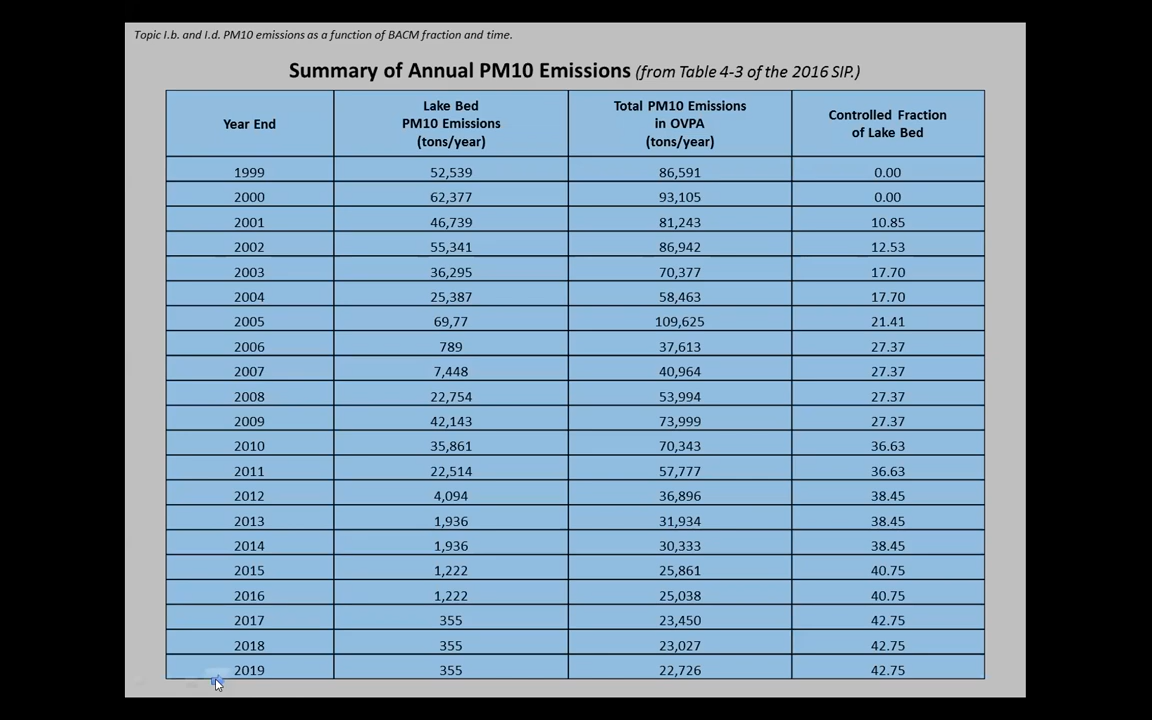 Topic I.b. and I.d. PM10 emissions as a function of BACM fraction and time.
Summary of Annual PM10 Emissions (from Table 4-3 of the 2016 SIP.)
Year End
Lake Bed
PM10 Emissions
(tons/year)
Total PM10 Emissions
in OVPA
(tons/year)
Controlled Fraction
of Lake Bed
1999 52,539 86,591 0.00
2000 62,377 93,105 0.00
2001 46,739 81,243 10.85
2002 55,341 86,942 12.53
2003 36,295 70,377 17.70
2004 25,387 58,463 17.70
2005 69,77 109,625 21.41
2006 789 37,613 27.37
2007 7,448 40,964 27.37
2008 22,754 53,994 27.37
2009 42,143 73,999 27.37
2010 35,861 70,343 36.63
2011 22,514 57,777 36.63
2012 4,094 36,896 38.45
2013 1,936 31,934 38.45
2014 1,936 30,333 38.45
2015 1,222 25,861 40.75
2016 1,222 25,038 40.75
2017 355 23,450 42.75
2018 355 23,027 42.75
2019 355 22,726 42.75